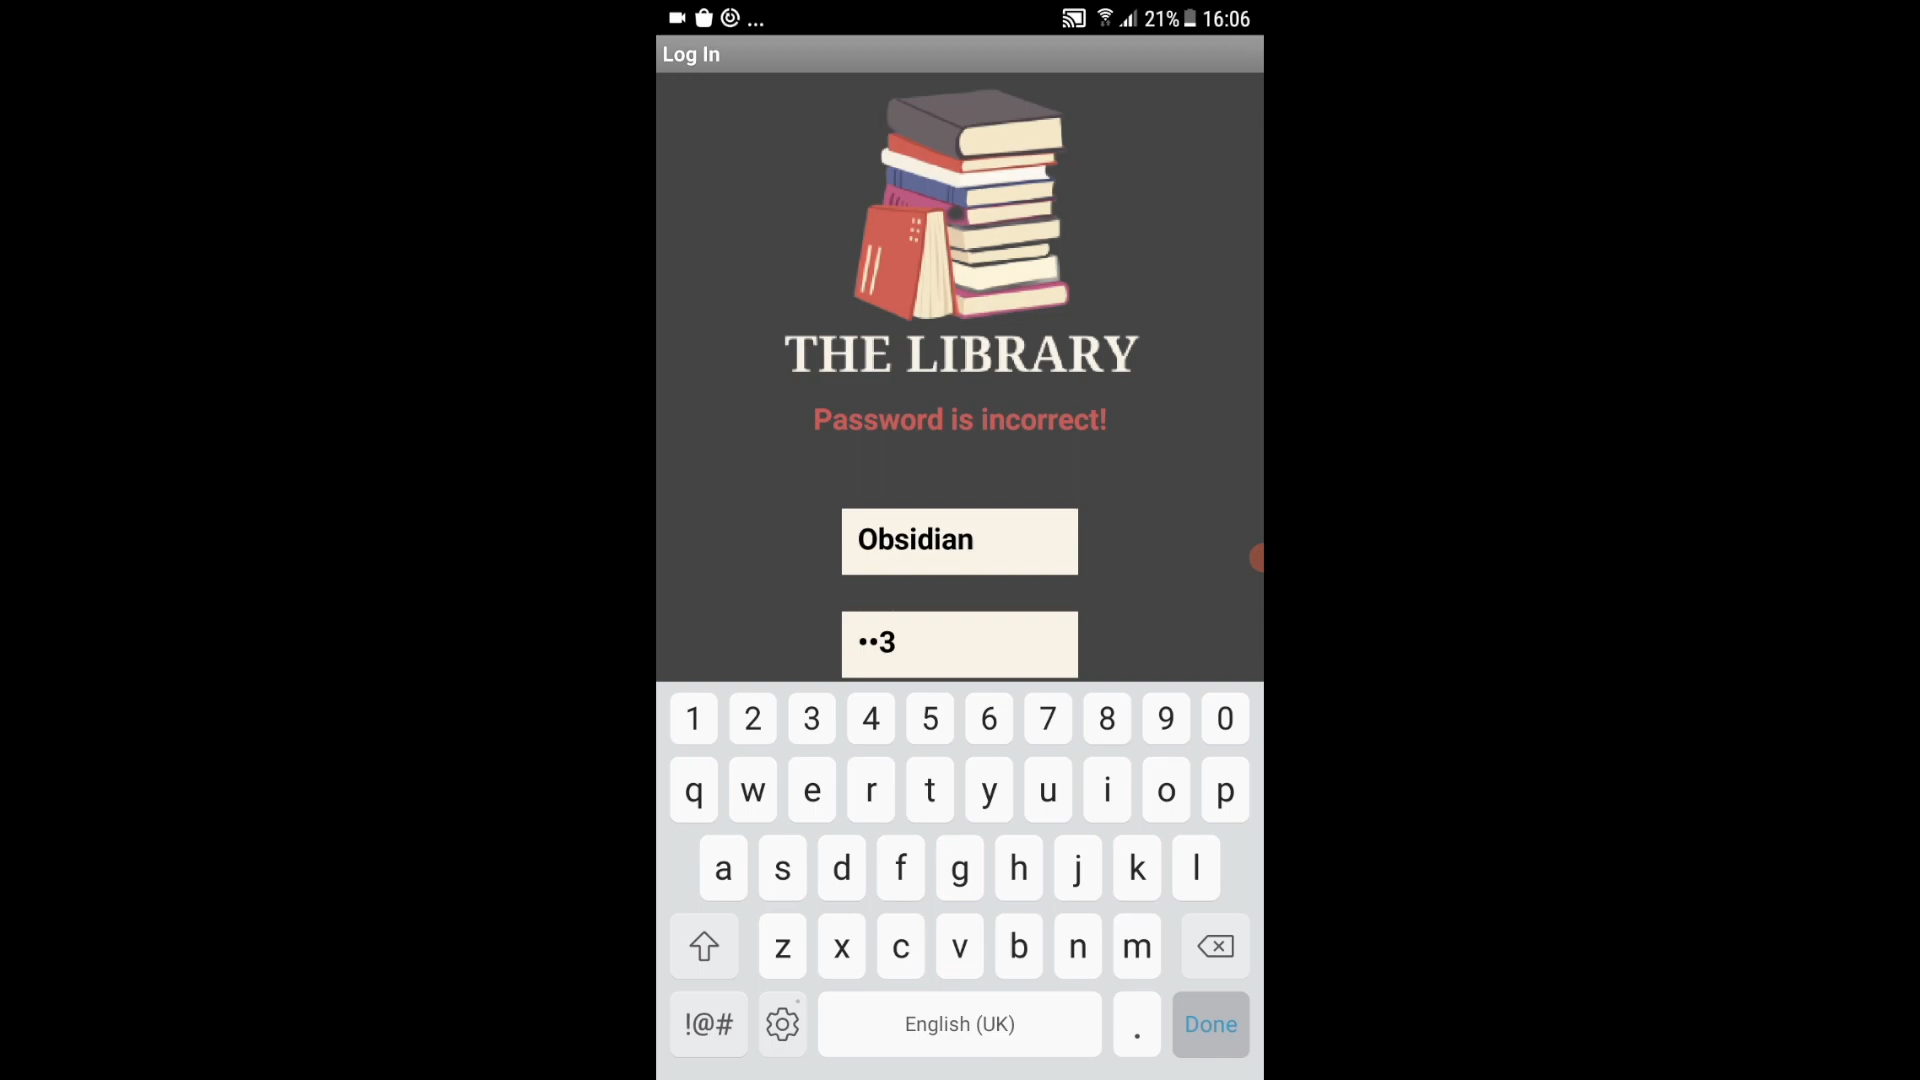 ... 21% 16:06
Log In
THE LIBRARY
Password is incorrect!
Obsidian
••3
1 2 3 4 5 6 7 8 9 0
q w e r t y u i o p
a s d f g h j k l
z x c v b n m
!@# English (UK) . Done